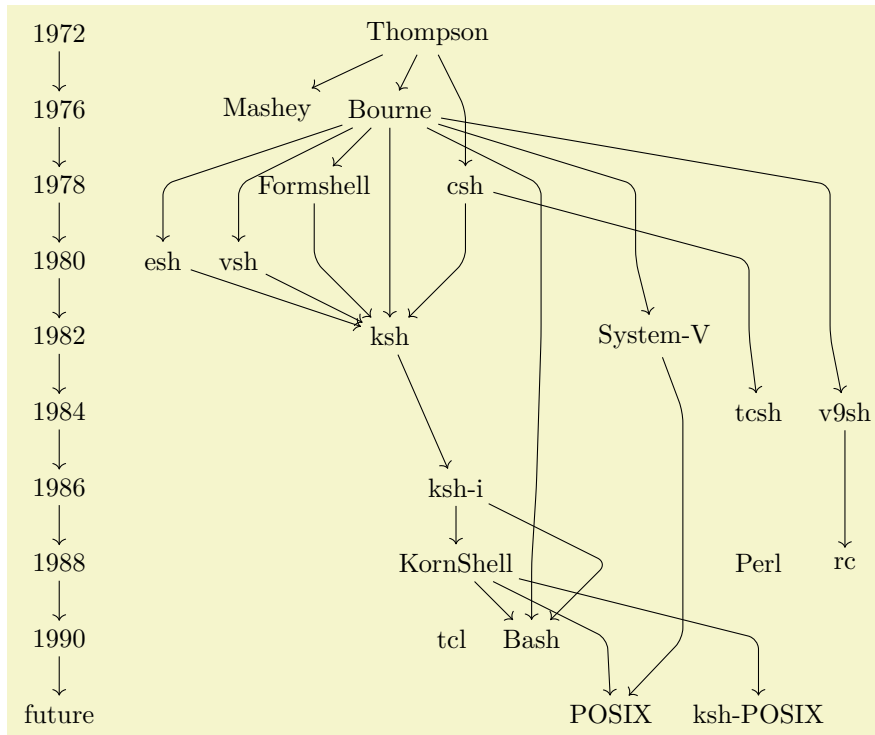 1972 Thompson
1976 Mashey Bourne
1978 Formshell csh
1980 esh vsh
1982 ksh System-V
1984 tcsh v9sh
1986 ksh-i
1988 KornShell Perl rc
1990 tcl Bash
future POSIX ksh-POSIX